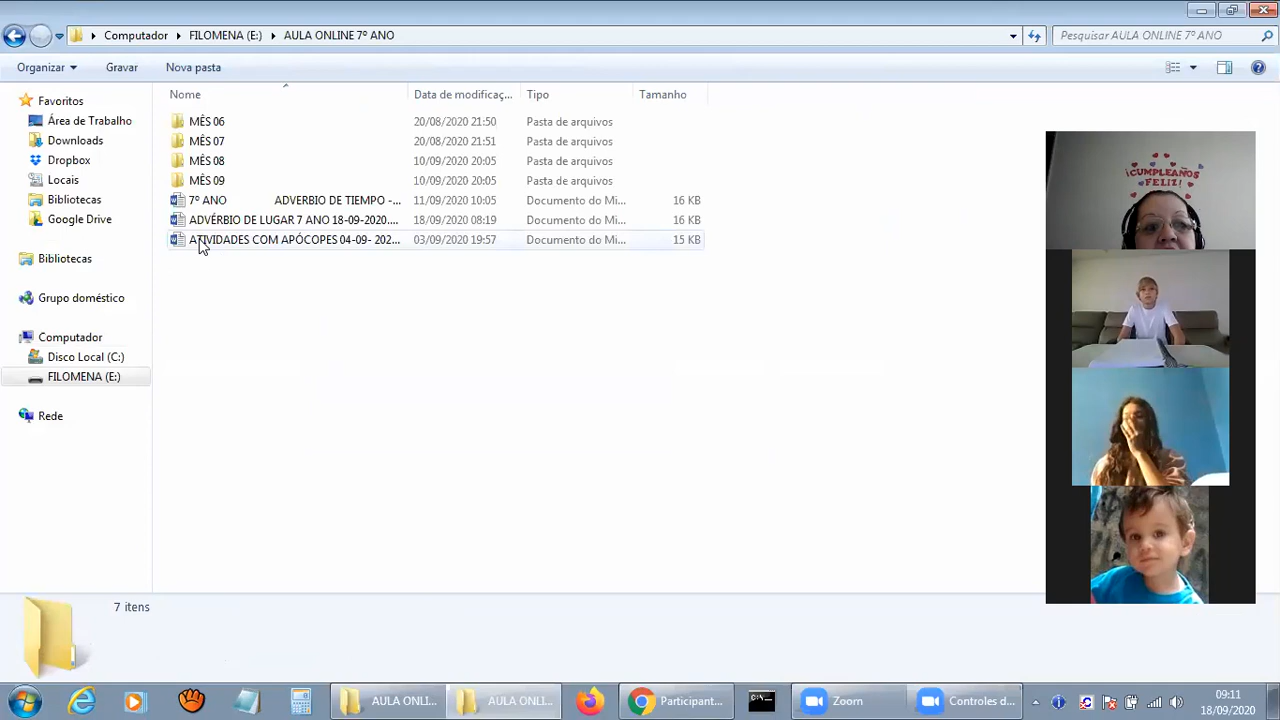 Computador FILOMENA (E:) AULA ONLINE 7º ANO
Pesquisar AULA ONLINE 7º ANO
Organizar Gravar Nova pasta
Nome Data de modificaç... Tipo Tamanho
Favoritos
Área de Trabalho
Downloads
Dropbox
Locais
Bibliotecas
Google Drive
Bibliotecas
Grupo doméstico
Computador
Disco Local (C:)
FILOMENA (E:)
Rede
MÊS 06 20/08/2020 21:50 Pasta de arquivos
MÊS 07 20/08/2020 21:51 Pasta de arquivos
MÊS 08 10/09/2020 20:05 Pasta de arquivos
MÊS 09 10/09/2020 20:05 Pasta de arquivos
7º ANO ADVERBIO DE TIEMPO -... 11/09/2020 10:05 Documento do Mi... 16 KB
ADVÉRBIO DE LUGAR 7 ANO 18-09-2020.... 18/09/2020 08:19 Documento do Mi... 16 KB
ATIVIDADES COM APÓCOPES 04-09- 202... 03/09/2020 19:57 Documento do Mi... 15 KB
¡CUMPLEAÑOS
FELIZ!
7 itens
AULA ONLI... AULA ONLI... Participant... Zoom Controles d...
09:11
18/09/2020